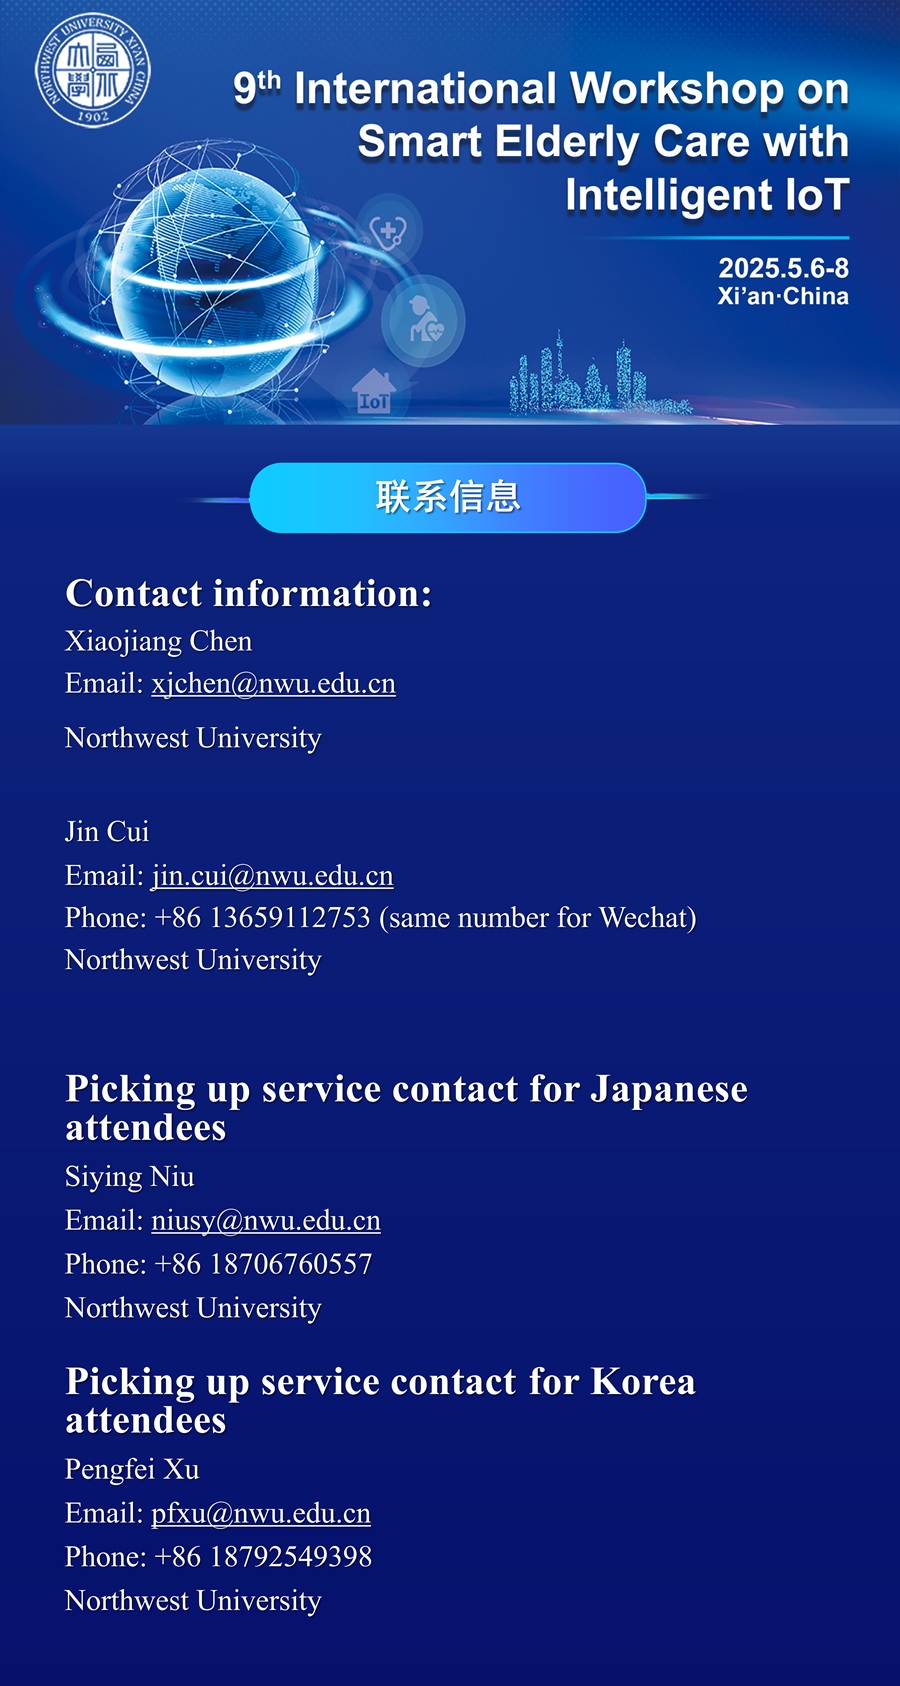 NORTHWEST UNIVERSITY XI'AN CHINA
1902
9th International Workshop on
Smart Elderly Care with
Intelligent IoT
2025.5.6-8
Xi’an·China
IoT
联系信息
Contact information:
Xiaojiang Chen
Email: xjchen@nwu.edu.cn
Northwest University
Jin Cui
Email: jin.cui@nwu.edu.cn
Phone: +86 13659112753 (same number for Wechat)
Northwest University
Picking up service contact for Japanese
attendees
Siying Niu
Email: niusy@nwu.edu.cn
Phone: +86 18706760557
Northwest University
Picking up service contact for Korea
attendees
Pengfei Xu
Email: pfxu@nwu.edu.cn
Phone: +86 18792549398
Northwest University